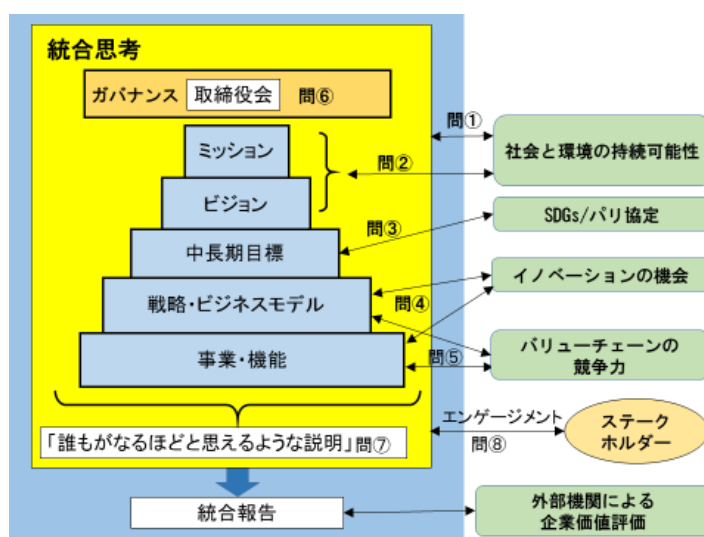 統合思考
ガバナンス 取締役会 問⑥
問①
ミッション
問②
社会と環境の持続可能性
ビジョン
問③
SDGs/パリ協定
中長期目標
イノベーションの機会
戦略・ビジネスモデル
問④
バリューチェーンの
競争力
事業・機能
問⑤
エンゲージメント
問⑧
ステーク
ホルダー
「誰もがなるほどと思えるような説明」問⑦
統合報告
外部機関による
企業価値評価